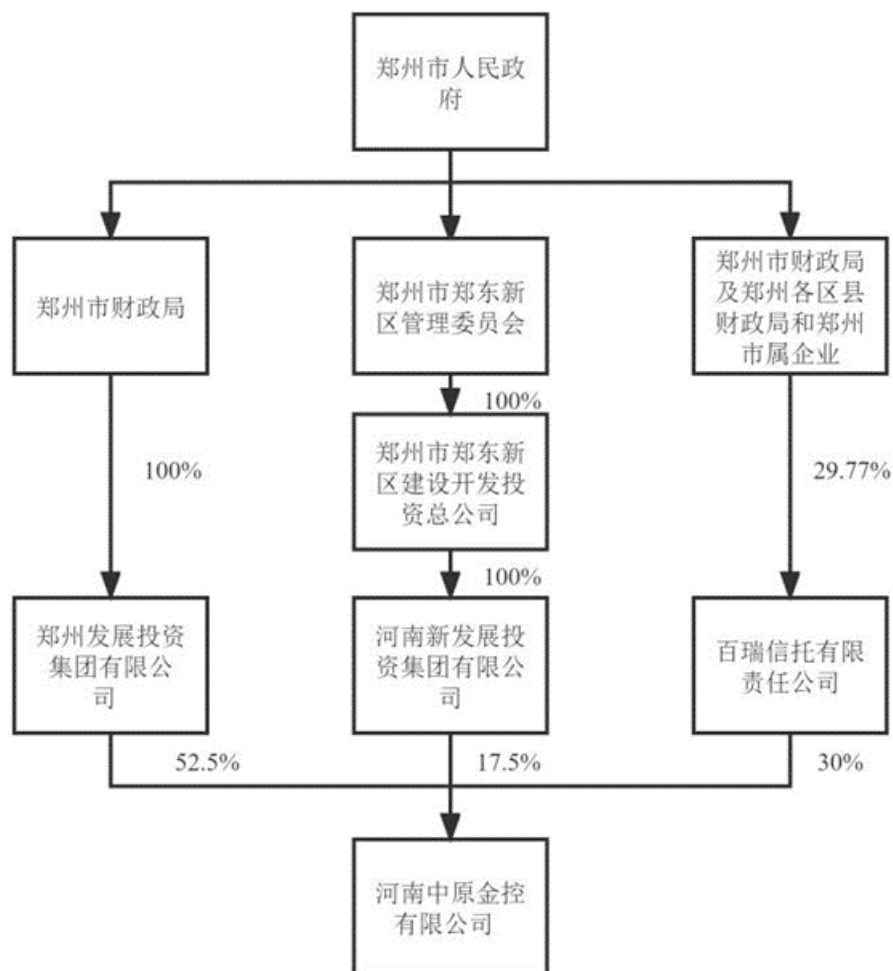 郑州市人民政
府
郑州市财政局
郑州市郑东新
区管理委员会
郑州市财政局
及郑州各区县
财政局和郑州
市属企业
100%
郑州市郑东新
区建设开发投
资总公司
100%
29.77%
100%
郑州发展投资
集团有限公
司
河南新发展投
资集团有限公
司
百瑞信托有限
责任公司
52.5%
17.5%
30%
河南中原金控
有限公司